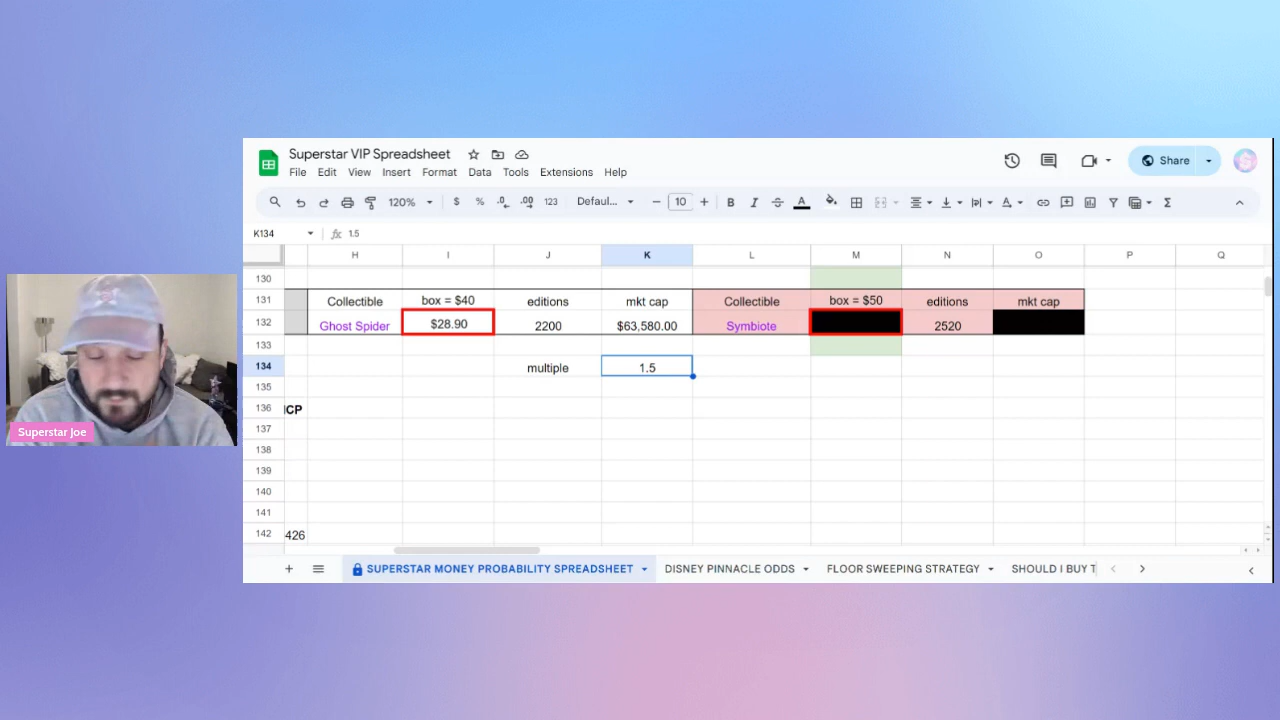 Superstar VIP Spreadsheet
File Edit View Insert Format Data Tools Extensions Help
Share
120% $ % .0 .00 123 Defaul... 10 B I A
K134 fx 1.5
H I J K L M N O P Q
130
131 Collectible box = $40 editions mkt cap Collectible box = $50 editions mkt cap
132 Ghost Spider $28.90 2200 $63,580.00 Symbiote 2520
133
134 multiple 1.5
135
136 ICP
137
138
139
140
141
142 426
SUPERSTAR MONEY PROBABILITY SPREADSHEET DISNEY PINNACLE ODDS FLOOR SWEEPING STRATEGY SHOULD I BUY T
Superstar Joe